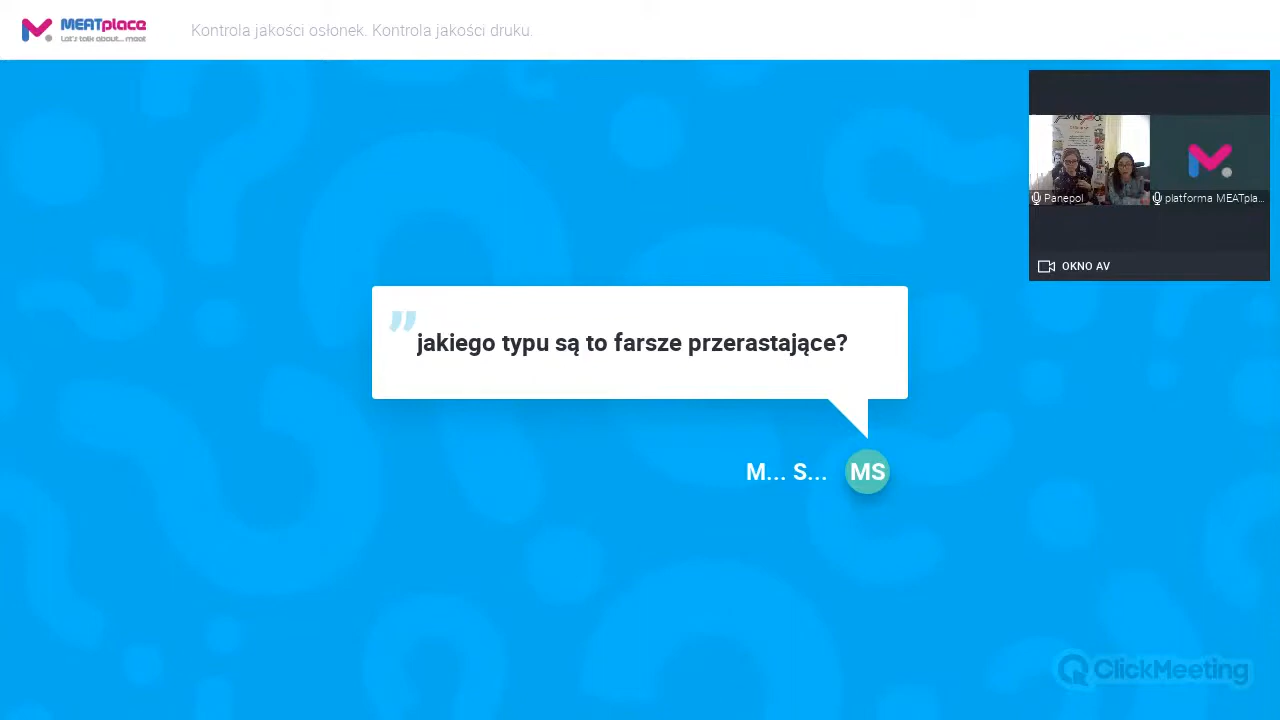 MEATplace
Let's talk about... meat
Kontrola jakości osłonek. Kontrola jakości druku.
Panepol
platforma MEATpla...
OKNO AV
" jakiego typu są to farsze przerastające?
M... S... MS
ClickMeeting